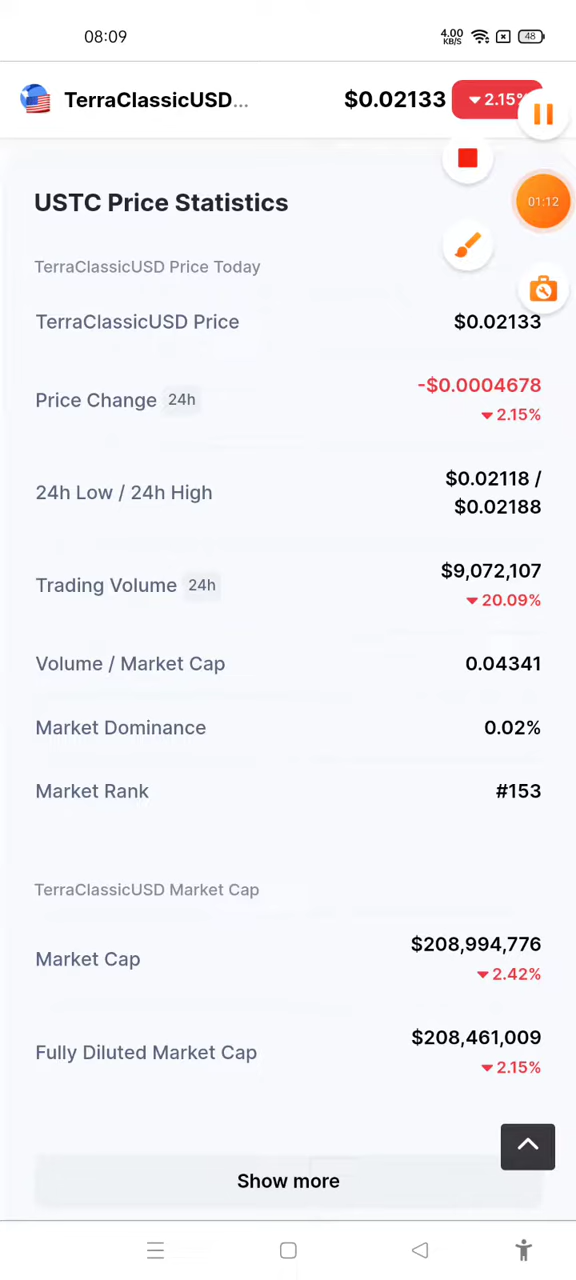 08:09
4.00
KB/S
48
TerraClassicUSD...
$0.02133
2.15%
01:12
USTC Price Statistics
TerraClassicUSD Price Today
TerraClassicUSD Price
$0.02133
Price Change 24h
-$0.0004678
2.15%
24h Low / 24h High
$0.02118 /
$0.02188
Trading Volume 24h
$9,072,107
20.09%
Volume / Market Cap
0.04341
Market Dominance
0.02%
Market Rank
#153
TerraClassicUSD Market Cap
Market Cap
$208,994,776
2.42%
Fully Diluted Market Cap
$208,461,009
2.15%
Show more